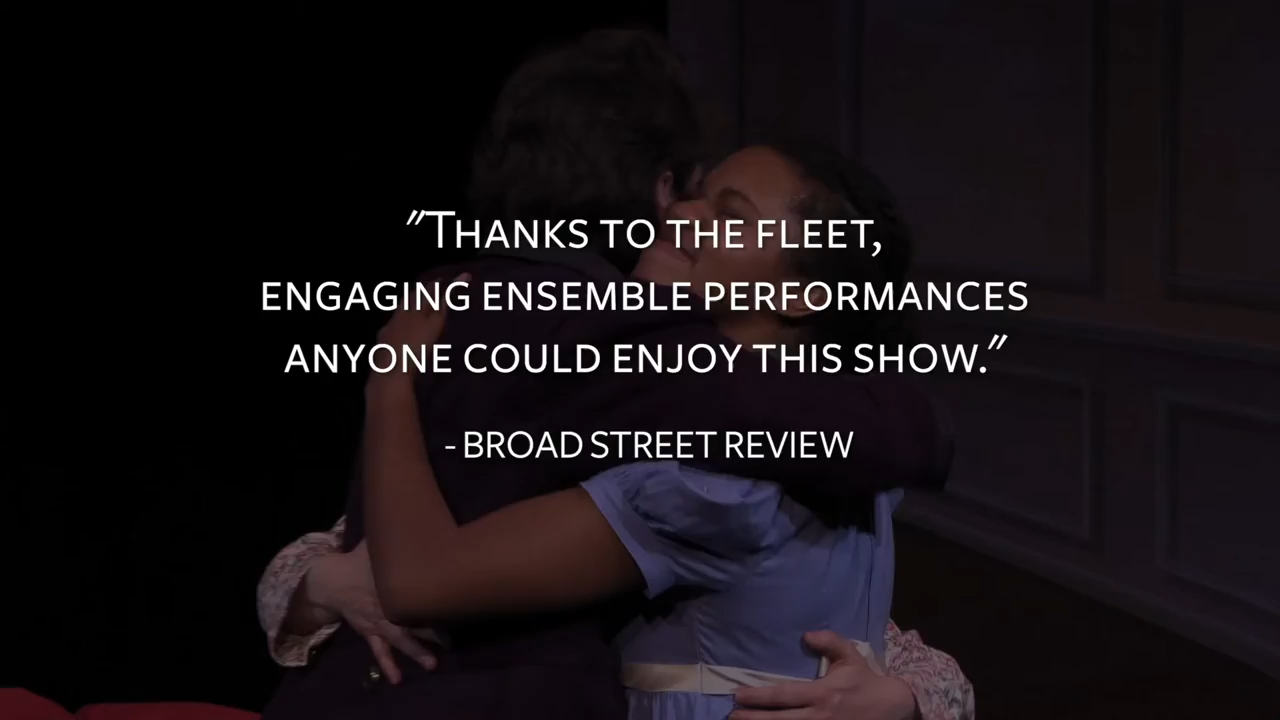 "Thanks to the fleet,
engaging ensemble performances
anyone could enjoy this show."
- BROAD STREET REVIEW